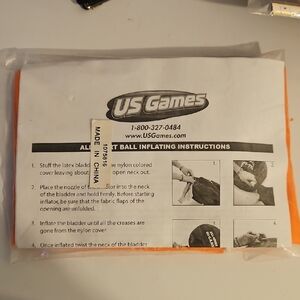 US Games
1-800-327-0484
www.USGames.com
BALL INFLATING INSTRUCTIONS
MADE IN CHINA
1075816
1. Stuff the latex bladder nylon colored
cover leaving about open neck out.
2. Place the nozzle of into the neck
of the bladder and hold firmly. Before starting
inflator, be sure that the fabric flaps of the
opening are unfolded.
3. Inflate the bladder until all the creases are
gone from the nylon cover.
4. Once inflated twist the neck of the bladder